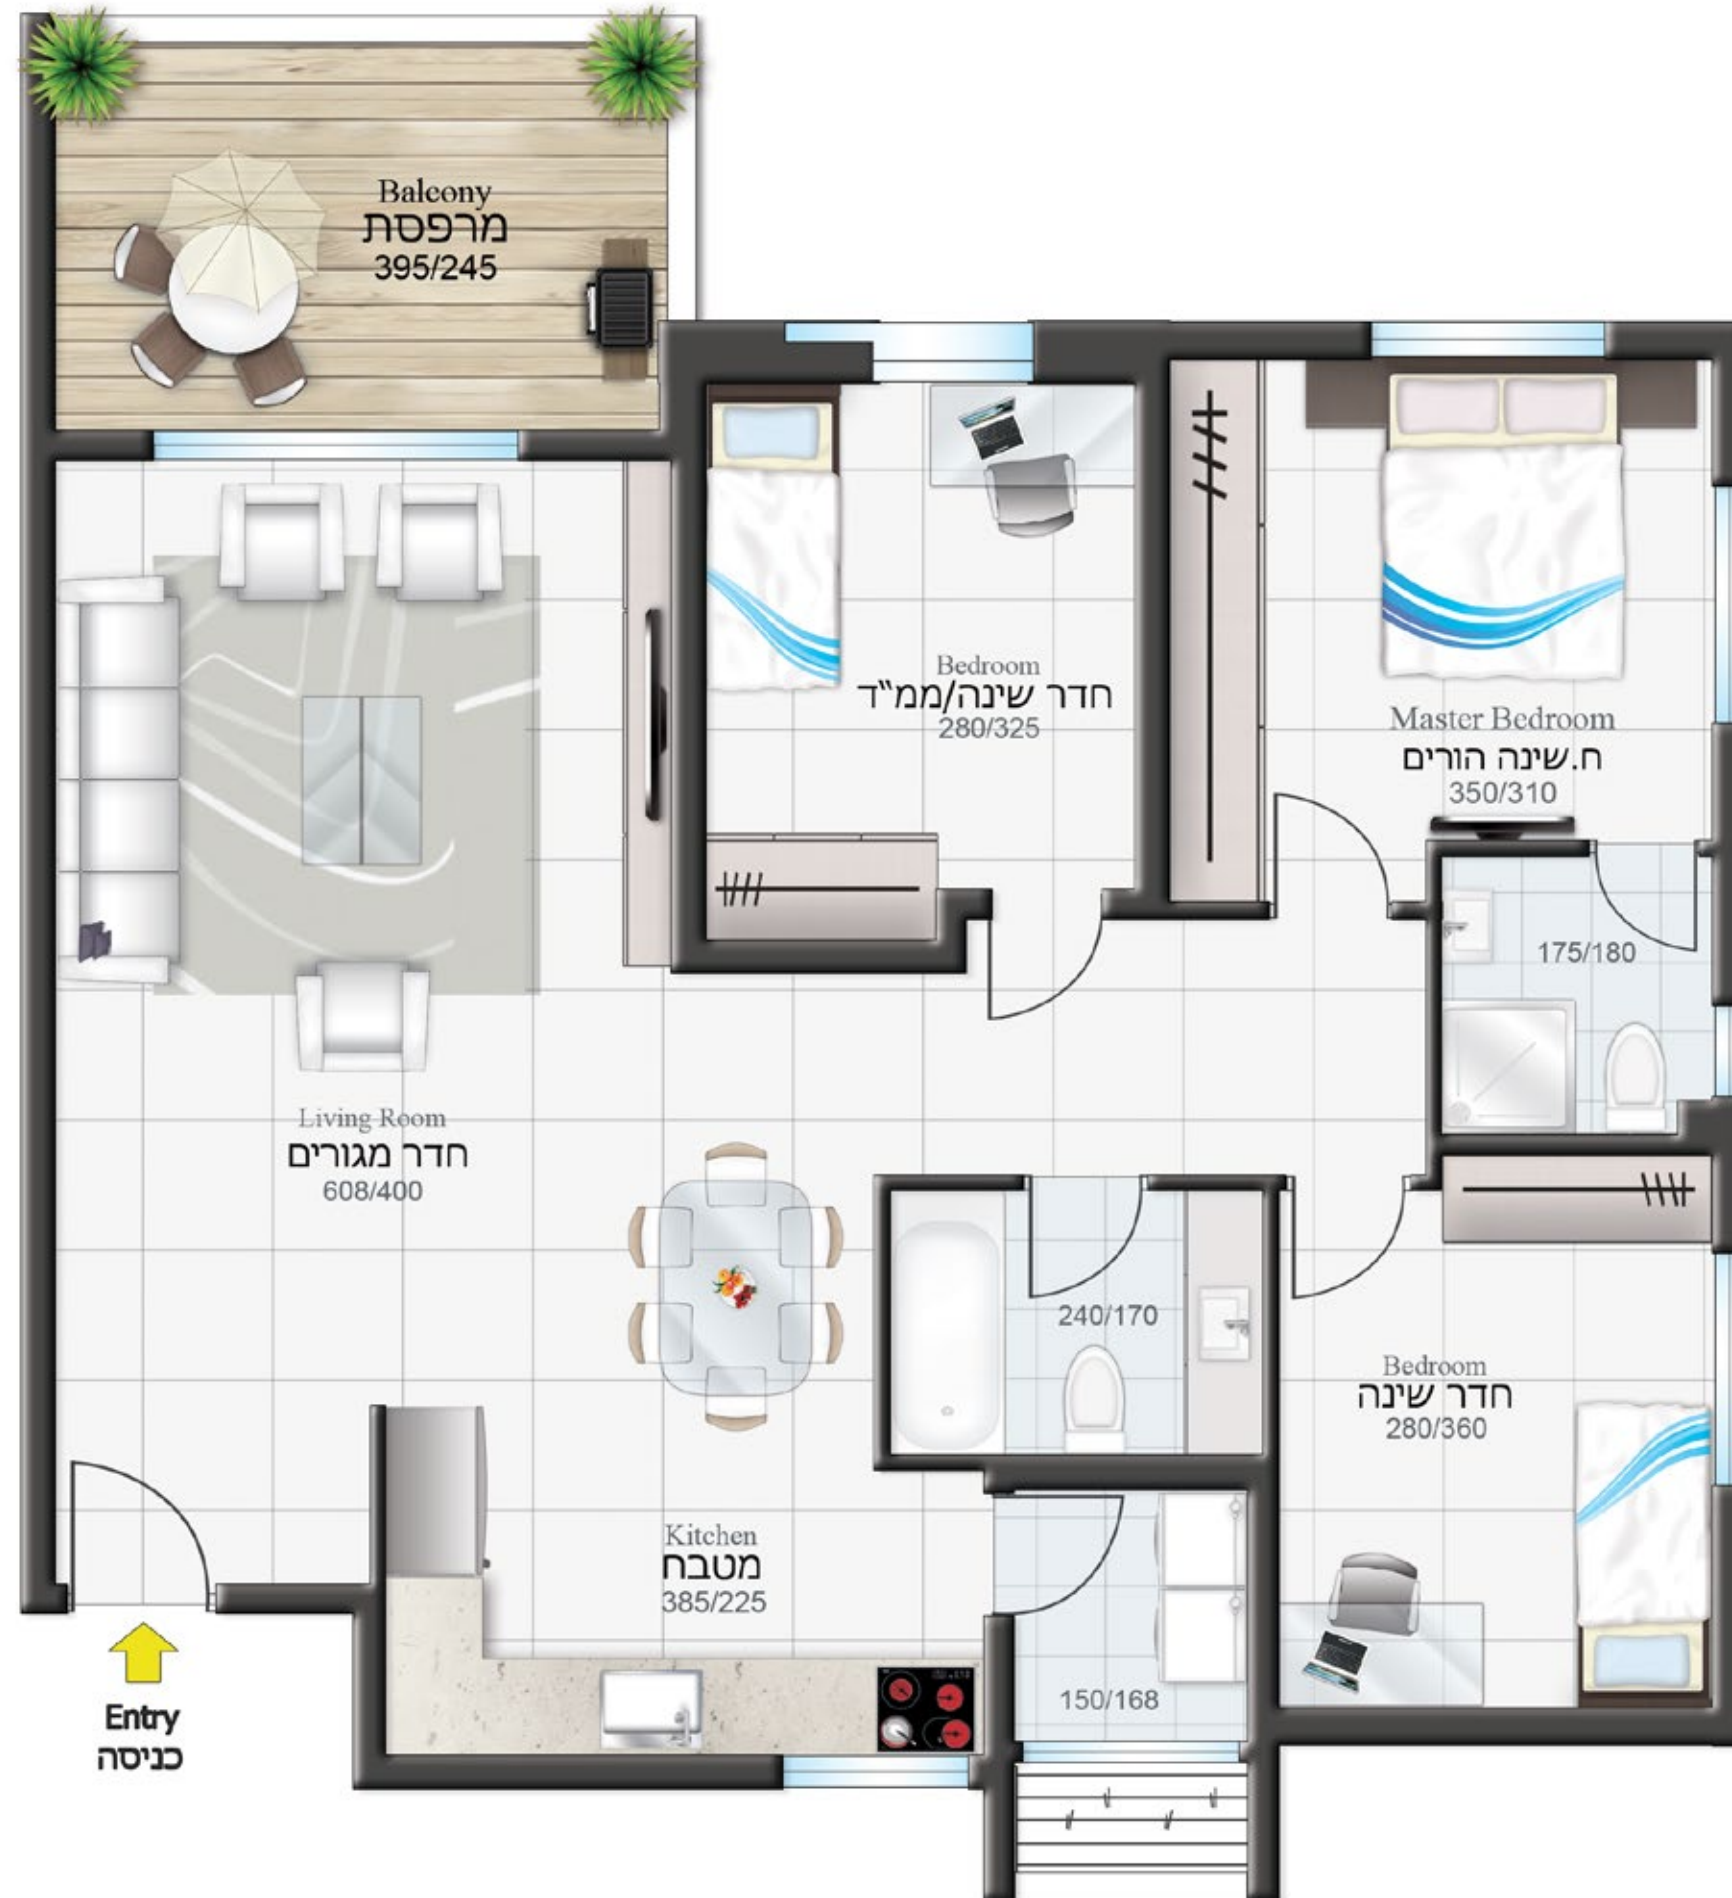 Balcony
מרפסת
395/245
Bedroom
חדר שינה/ממ"ד
280/325
Master Bedroom
ח.שינה הורים
350/310
175/180
Living Room
חדר מגורים
608/400
240/170
Bedroom
חדר שינה
280/360
Kitchen
מטבח
385/225
150/168
Entry
כניסה